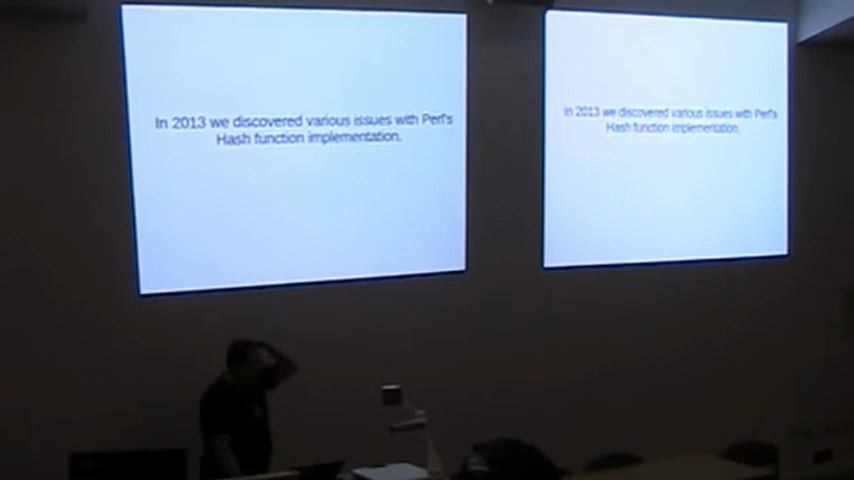 In 2013 we discovered various issues with Perl's
Hash function implementation.
In 2013 we discovered various issues with Perl's
Hash function implementation.